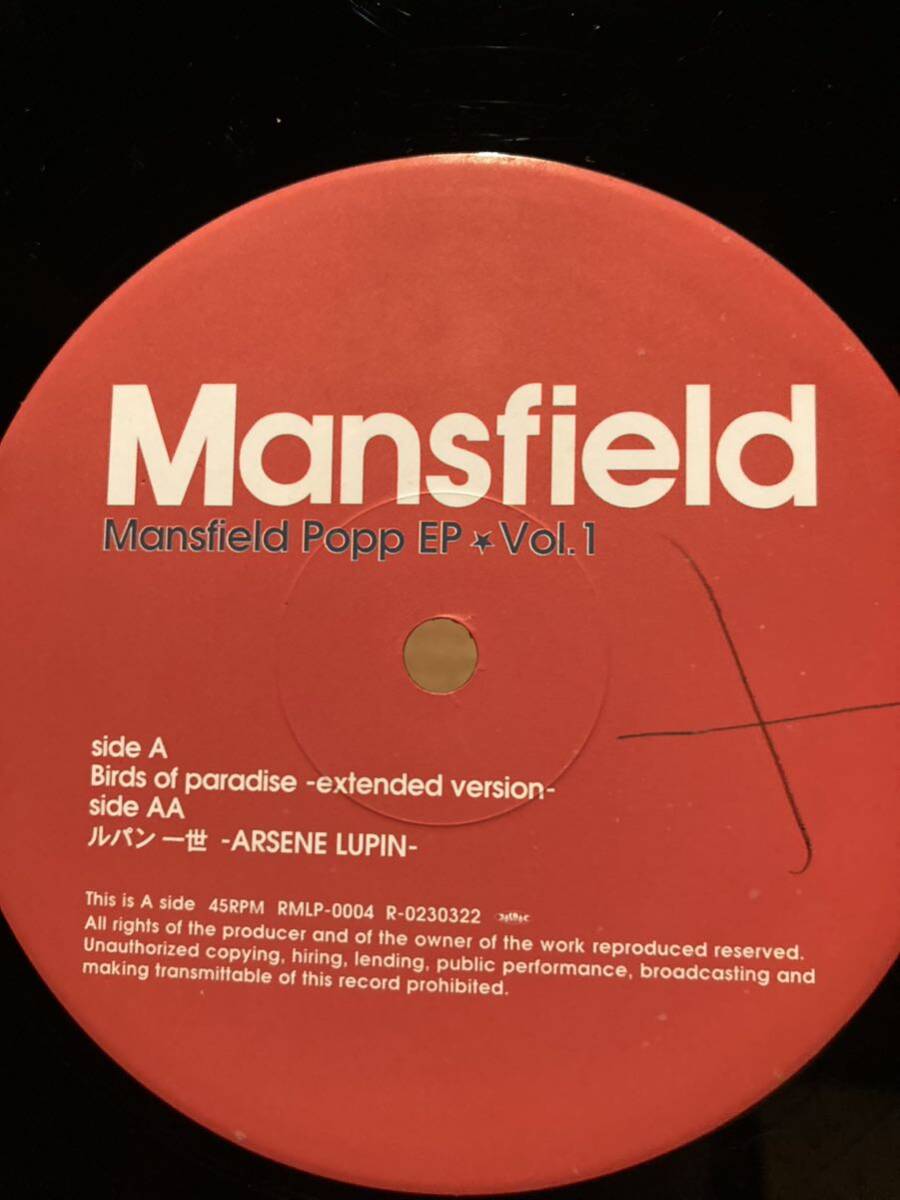 Mansfield
Mansfield Popp EP ★ Vol.1
side A
Birds of paradise -extended version-
side AA
ルパン一世 -ARSENE LUPIN-
This is A side 45RPM RMLP-0004 R-0230322
All rights of the producer and of the owner of the work reproduced reserved.
Unauthorized copying, hiring, lending, public performance, broadcasting and
making transmittable of this record prohibited.